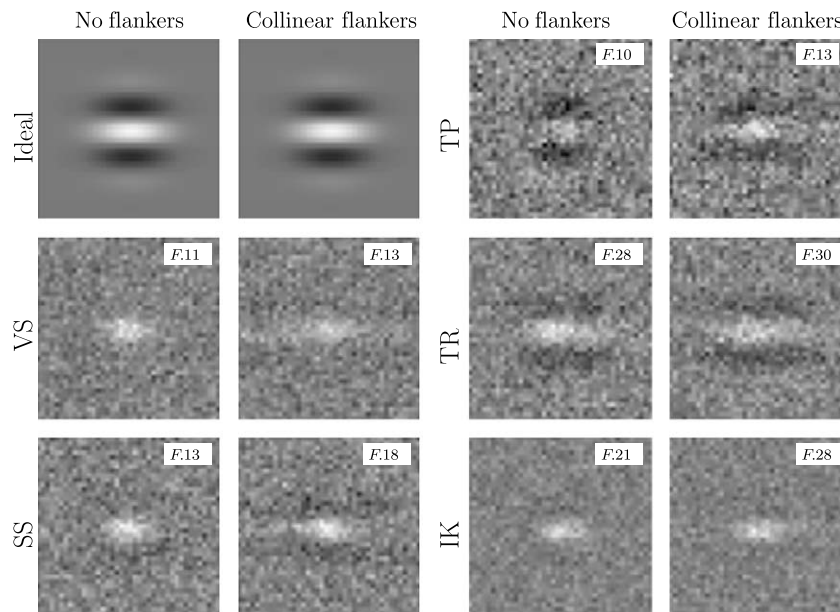 No flankers
Collinear flankers
No flankers
Collinear flankers
Ideal
TP
F.10
F.13
VS
F.11
F.13
TR
F.28
F.30
SS
F.13
F.18
IK
F.21
F.28